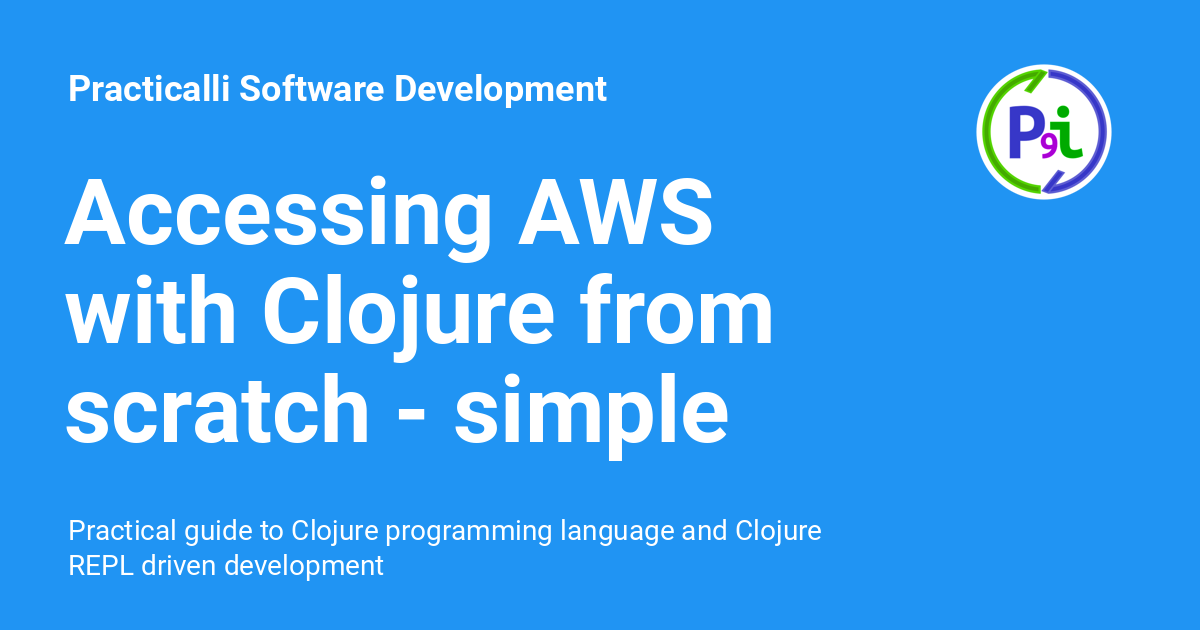 Practicalli Software Development
Accessing AWS
with Clojure from
scratch - simple
Practical guide to Clojure programming language and Clojure
REPL driven development
P9i